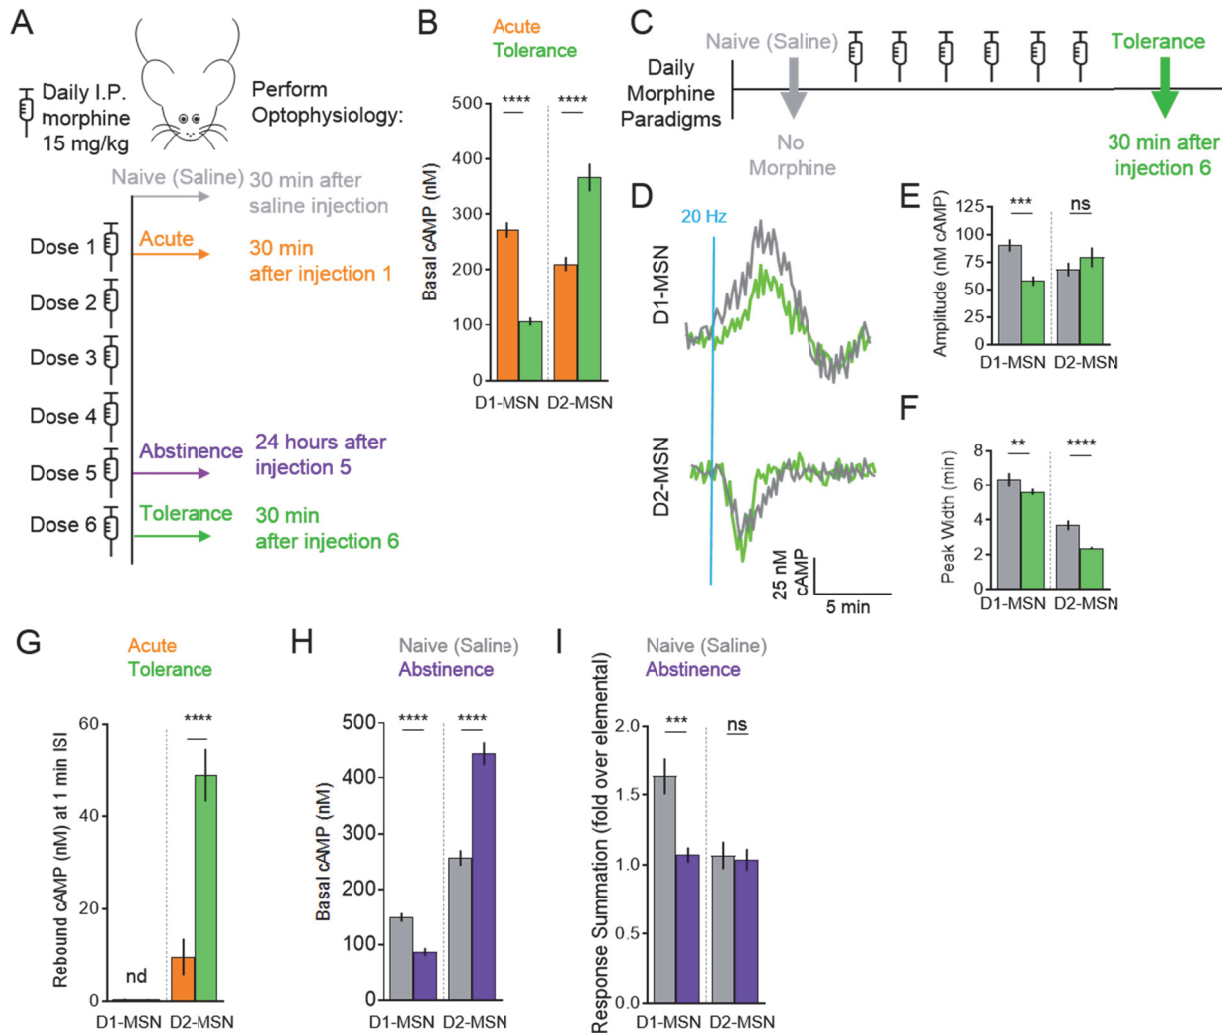 A
Daily I.P.
morphine
15 mg/kg
Perform
Optophysiology:
Naive (Saline)
30 min after
saline injection
Dose 1
Acute
30 min
after injection 1
Dose 2
Dose 3
Dose 4
Dose 5
Abstinence
24 hours after
injection 5
Dose 6
Tolerance
30 min
after injection 6
B
Acute
Tolerance
Basal cAMP (nM)
500
400
300
200
100
0
****
****
D1-MSN
D2-MSN
C
Daily
Morphine
Paradigms
Naive (Saline)
No
Morphine
Tolerance
30 min after
injection 6
D
20 Hz
D1-MSN
D2-MSN
25 nM
cAMP
5 min
E
Amplitude (nM cAMP)
125
100
75
50
25
0
***
ns
D1-MSN
D2-MSN
F
Peak Width (min)
8
6
4
2
0
**
****
D1-MSN
D2-MSN
G
Acute
Tolerance
Rebound cAMP (nM) at 1 min ISI
60
40
20
0
nd
****
D1-MSN
D2-MSN
H
Naive (Saline)
Abstinence
Basal cAMP (nM)
500
400
300
200
100
0
****
****
D1-MSN
D2-MSN
I
Naive (Saline)
Abstinence
Response Summation (fold over elemental)
2.0
1.5
1.0
0.5
0.0
***
ns
D1-MSN
D2-MSN